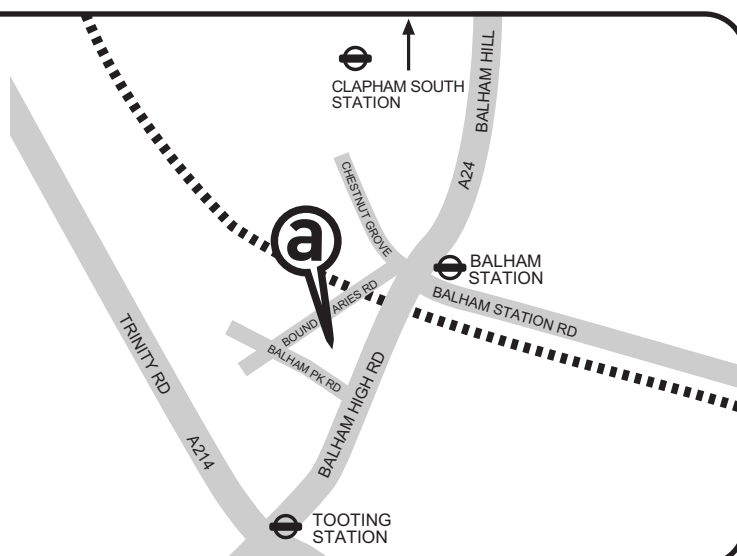 BALHAM HILL
CLAPHAM SOUTH
STATION
A24
CHESTNUT GROVE
a
BALHAM
STATION
BALHAM STATION RD
BOUNDARIES RD
BALHAM PK RD
TRINITY RD
BALHAM HIGH RD
A214
TOOTING
STATION